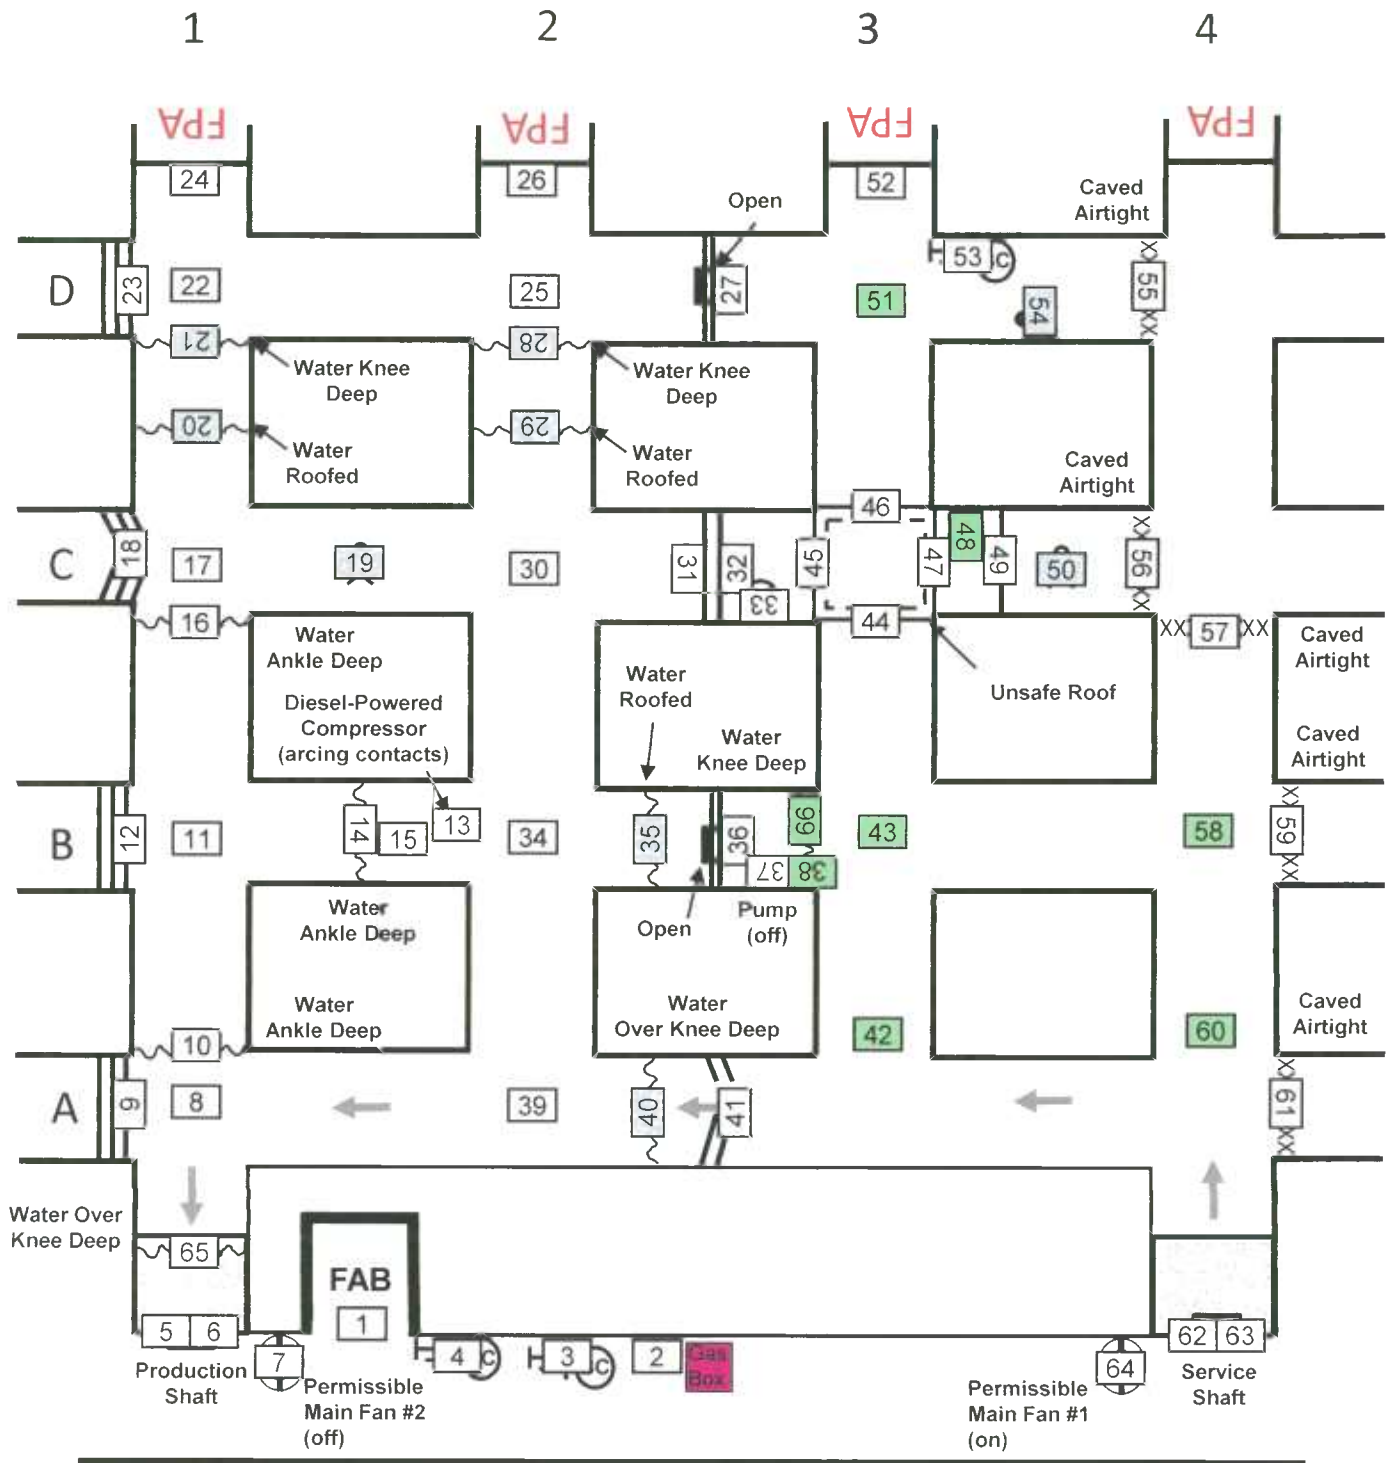 1 2 3 4
FPA FPA FPA FPA
24 26 52
Open
Caved
Airtight
D 23 22 25 27 51 53 C 54 55
21 28
Water Knee
Deep
Water Knee
Deep
20 29
Water
Roofed
Water
Roofed
Caved
Airtight
46
C 18 17 19 30 31 32 33 45 47 48 49 50 56
16 44 57
Water
Ankle Deep
Water
Roofed
Unsafe Roof
Caved
Airtight
Diesel-Powered
Compressor
(arcing contacts)
Water
Knee Deep
Caved
Airtight
B 12 11 14 15 13 34 35 36 66 43 58 59
37 38
Water
Ankle Deep
Open
Pump
(off)
Water
Ankle Deep
Water
Over Knee Deep
Caved
Airtight
10 42 60
A 9 8 39 40 41 61
Water Over
Knee Deep
65
FAB
1
5 6
Production
Shaft
7
Permissible
Main Fan #2
(off)
4 C
3 C
2
Gas
Box
64
Permissible
Main Fan #1
(on)
62 63
Service
Shaft